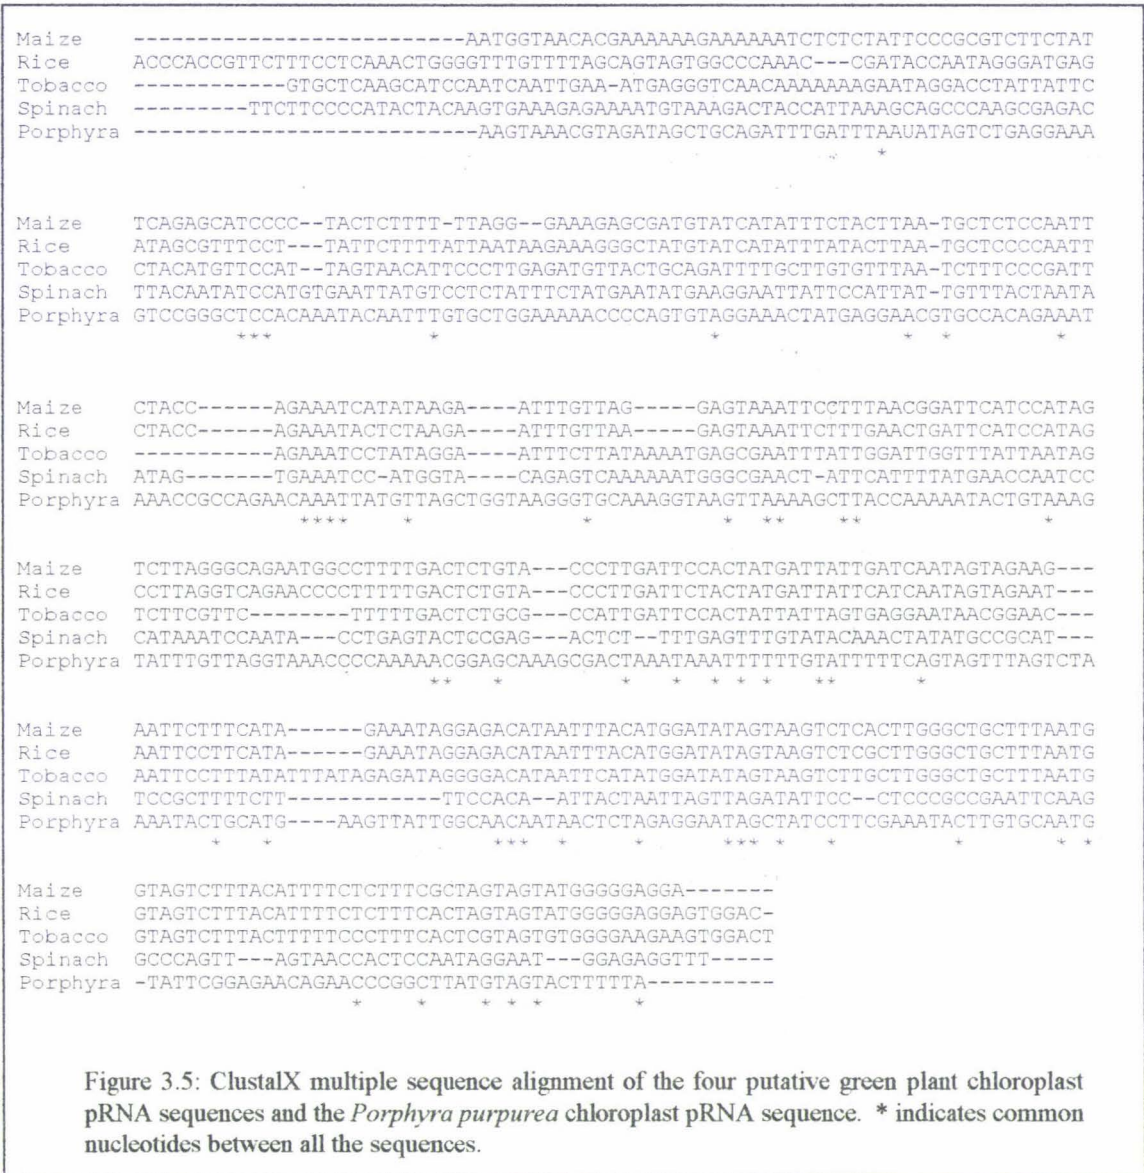 Maize --------------------------AATGGTAACACGAAAAAAAGAAAAAAATCTCTCTATTCCCGCGTCTTCTAT
Rice ACCCACCGTTCTTTCCTCAAACTGGGGTTTGTTTTAGCAGTAGTGGCCCAAAC---CGATACCAATAGGGATGAG
Tobacco ------------GTGCTCAAGCATCCAATCAATTGAA-ATGAGGGTCAACAAAAAAAGAATAGGACCTATTATTC
Spinach ---------TTCTTCCCCATACTACAAGTGAAAGAGAAAATGTAAAGACTACCATTAAAGCAGCCCAAGCGAGAC
Porphyra ---------------------------AAGTAAACGTAGATAGCTGCAGATTTGATTTAAUATAGTCTGAGGAAA
*
Maize TCAGAGCATCCCC--TACTCTTTT-TTAGG--GAAAGAGCGATGTATCATATTTCTACTTAA-TGCTCTCCAATT
Rice ATAGCGTTTCCT---TATTCTTTTATTAATAAGAAAGGGCTATGTATCATATTTATACTTAA-TGCTCCCCAATT
Tobacco CTACATGTTCCAT--TAGTAACATTCCCTTGAGATGTTACTGCAGATTTTGCTTGTGTTTAA-TCTTTCCCGATT
Spinach TTACAATATCCATGTGAATTATGTCCTCTATTTCTATGAATATGAAGGAATTATTCCATTAT-TGTTTACTAATA
Porphyra GTCCGGGCTCCACAAATACAATTTGTGCTGGAAAAACCCCAGTGTAGGAAACTATGAGGAACGTGCCACAGAAAT
*** * * * * *
Maize CTACC------AGAAATCATATAAGA----ATTTGTTAG-----GAGTAAATTCCTTTAACGGATTCATCCATAG
Rice CTACC------AGAAATACTCTAAGA----ATTTGTTAA-----GAGTAAATTCTTTGAACTGATTCATCCATAG
Tobacco -----------AGAAATCCTATAGGA----ATTTCTTATAAAATGAGCGAATTTATTGGATTGGTTTATTAATAG
Spinach ATAG-------TGAAATCC-ATGGTA----CAGAGTCAAAAAATGGGCGAACT-ATTCATTTTATGAACCAATCC
Porphyra AAACCGCCAGAACAAATTATGTTAGCTGGTAAGGGTGCAAAGGTAAGTTAAAAAGCTTACCAAAAATACTGTAAAG
**** * * * ** ** *
Maize TCTTAGGGCAGAATGGCCTTTTTGACTCTGTA---CCCTTGATTCCACTATGATTATTGATCAATAGTAGAAG---
Rice CCTTAGGTCAGAACCCCTTTTTGACTCTGTA---CCCTTGATTCTACTATGATTATTCATCAATAGTAGAAT---
Tobacco TCTTCGTTC--------TTTTTGACTCTGCG---CCATTGATTCCACTATTATTAGTGAGGAATAACGGAAC---
Spinach CATAAATCCAATA---CCTGAGTACTCCGAG---ACTCT--TTTGAGTTTGTATACAAACTATATGCCGCAT---
Porphyra TATTTGTTAGGTAAACCCCAAAAACGGAGCAAAGCGACTAAATAAATTTTTTTGTATTTTTCAGTAGTTTAGTCTA
** * * * * * ** *
Maize AATTCTTTCATA------GAAATAGGAGACATAATTTACATGGATATAGTAAGTCTCACTTGGGCTGCTTTAATG
Rice AATTCCTTCATA------GAAATAGGAGACATAATTTACATGGATATAGTAAGTCTCGCTTGGGCTGCTTTAATG
Tobacco AATTCCTTTATATTTATAGAGATAGGGGACATAATTCATATGGATATAGTAAGTCTTGCTTGGGCTGCTTTAATG
Spinach TCCGCTTTTCTT------------TTCCACA--ATTACTAATTAGTTAGATATTCC--CTCCCGCCGAATTCAAG
Porphyra AAATACTGCATG----AAGTTATTGGCAACAATAACTCTAGAGGAATAGCTATCCTTCGAAATACTTGTGCAATG
* * *** * * *** * * * * *
Maize GTAGTCTTTACATTTTCTCTTTCGCTAGTAGTATGGGGGAGGA-------
Rice GTAGTCTTTACATTTTCTCTTTCACTAGTAGTATGGGGGAGGAGTGGAC-
Tobacco GTAGTCTTTACTTTTTCCCTTTCACTCGTAGTGTGGGGAAGAAGTGGACT
Spinach GCCCAGTT---AGTAACCACTCCAATAGGAAT---GGAGAGGTTT-----
Porphyra -TATTCGGAGAACAGAACCCGGCTTATGTAGTACTTTTTA----------
* * * * * *
Figure 3.5: ClustalX multiple sequence alignment of the four putative green plant chloroplast
pRNA sequences and the Porphyra purpurea chloroplast pRNA sequence. * indicates common
nucleotides between all the sequences.